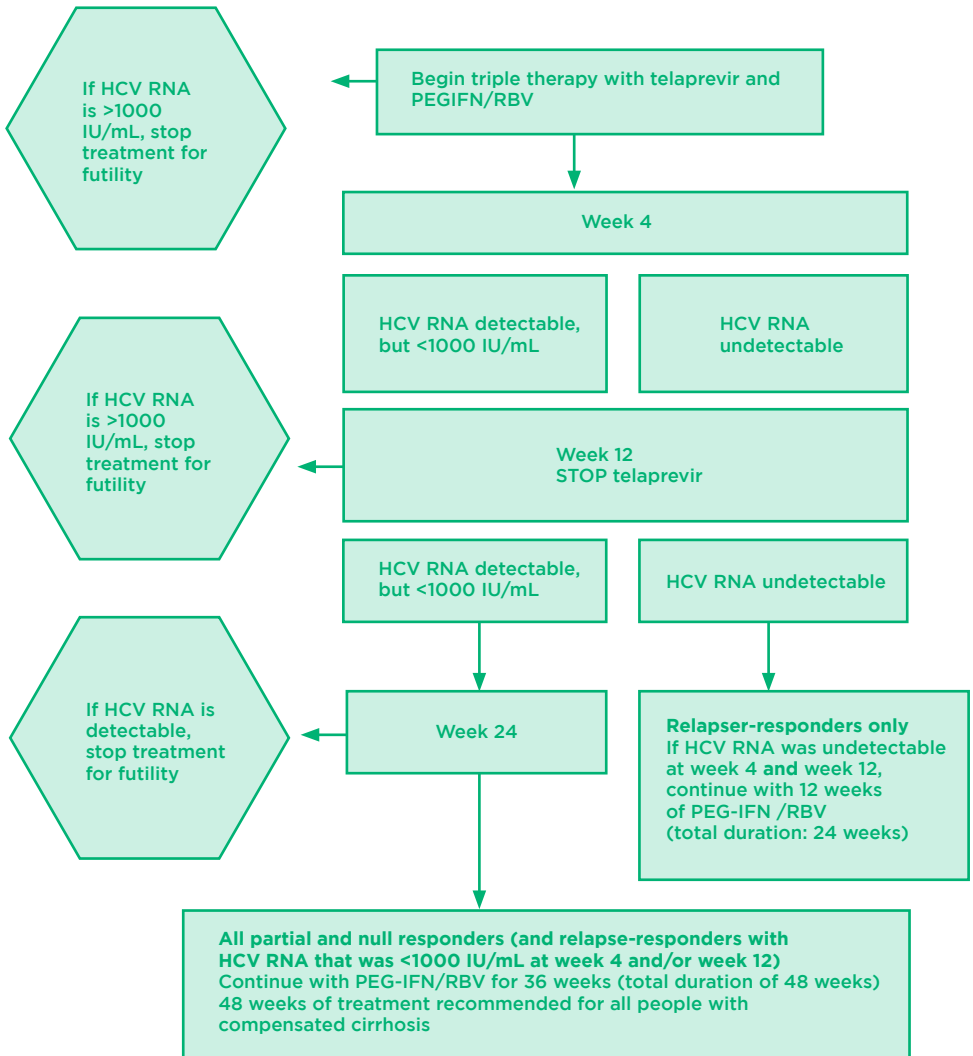 If HCV RNA
is >1000
IU/mL, stop
treatment for
futility
Begin triple therapy with telaprevir and
PEGIFN/RBV
Week 4
HCV RNA detectable,
but <1000 IU/mL
HCV RNA
undetectable
If HCV RNA
is >1000
IU/mL, stop
treatment for
futility
Week 12
STOP telaprevir
HCV RNA detectable,
but <1000 IU/mL
HCV RNA undetectable
If HCV RNA is
detectable,
stop treatment
for futility
Week 24
Relapser-responders only
If HCV RNA was undetectable
at week 4 and week 12,
continue with 12 weeks
of PEG-IFN /RBV
(total duration: 24 weeks)
All partial and null responders (and relapse-responders with
HCV RNA that was <1000 IU/mL at week 4 and/or week 12)
Continue with PEG-IFN/RBV for 36 weeks (total duration of 48 weeks)
48 weeks of treatment recommended for all people with
compensated cirrhosis